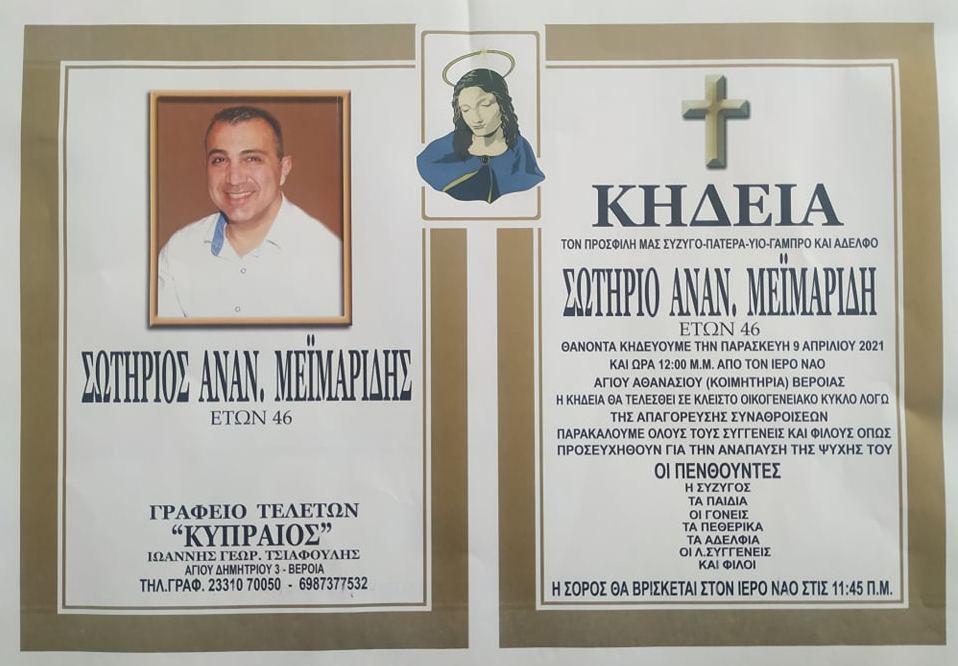 ΣΩΤΗΡΙΟΣ ΑΝΑΝ. ΜΕΪΜΑΡΙΔΗΣ
ΕΤΩΝ 46
ΓΡΑΦΕΙΟ ΤΕΛΕΤΩΝ
“ΚΥΠΡΑΙΟΣ”
ΙΩΑΝΝΗΣ ΓΕΩΡ. ΤΣΙΑΦΟΥΛΗΣ
ΑΓΙΟΥ ΔΗΜΗΤΡΙΟΥ 3 - ΒΕΡΟΙΑ
ΤΗΛ.ΓΡΑΦ. 23310 70050 - 6987377532
ΚΗΔΕΙΑ
ΤΟΝ ΠΡΟΣΦΙΛΗ ΜΑΣ ΣΥΖΥΓΟ-ΠΑΤΕΡΑ-ΥΙΟ-ΓΑΜΠΡΟ ΚΑΙ ΑΔΕΛΦΟ
ΣΩΤΗΡΙΟ ΑΝΑΝ. ΜΕΪΜΑΡΙΔΗ
ΕΤΩΝ 46
ΘΑΝΟΝΤΑ ΚΗΔΕΥΟΥΜΕ ΤΗΝ ΠΑΡΑΣΚΕΥΗ 9 ΑΠΡΙΛΙΟΥ 2021
ΚΑΙ ΩΡΑ 12:00 Μ.Μ. ΑΠΟ ΤΟΝ ΙΕΡΟ ΝΑΟ
ΑΓΙΟΥ ΑΘΑΝΑΣΙΟΥ (ΚΟΙΜΗΤΗΡΙΑ) ΒΕΡΟΙΑΣ
Η ΚΗΔΕΙΑ ΘΑ ΤΕΛΕΣΘΕΙ ΣΕ ΚΛΕΙΣΤΟ ΟΙΚΟΓΕΝΕΙΑΚΟ ΚΥΚΛΟ ΛΟΓΩ
ΤΗΣ ΑΠΑΓΟΡΕΥΣΗΣ ΣΥΝΑΘΡΟΙΣΕΩΝ
ΠΑΡΑΚΑΛΟΥΜΕ ΟΛΟΥΣ ΤΟΥΣ ΣΥΓΓΕΝΕΙΣ ΚΑΙ ΦΙΛΟΥΣ ΟΠΩΣ
ΠΡΟΣΕΥΧΗΘΟΥΝ ΓΙΑ ΤΗΝ ΑΝΑΠΑΥΣΗ ΤΗΣ ΨΥΧΗΣ ΤΟΥ
ΟΙ ΠΕΝΘΟΥΝΤΕΣ
Η ΣΥΖΥΓΟΣ
ΤΑ ΠΑΙΔΙΑ
ΟΙ ΓΟΝΕΙΣ
ΤΑ ΠΕΘΕΡΙΚΑ
ΤΑ ΑΔΕΛΦΙΑ
ΟΙ Λ.ΣΥΓΓΕΝΕΙΣ
ΚΑΙ ΦΙΛΟΙ
Η ΣΟΡΟΣ ΘΑ ΒΡΙΣΚΕΤΑΙ ΣΤΟΝ ΙΕΡΟ ΝΑΟ ΣΤΙΣ 11:45 Π.Μ.